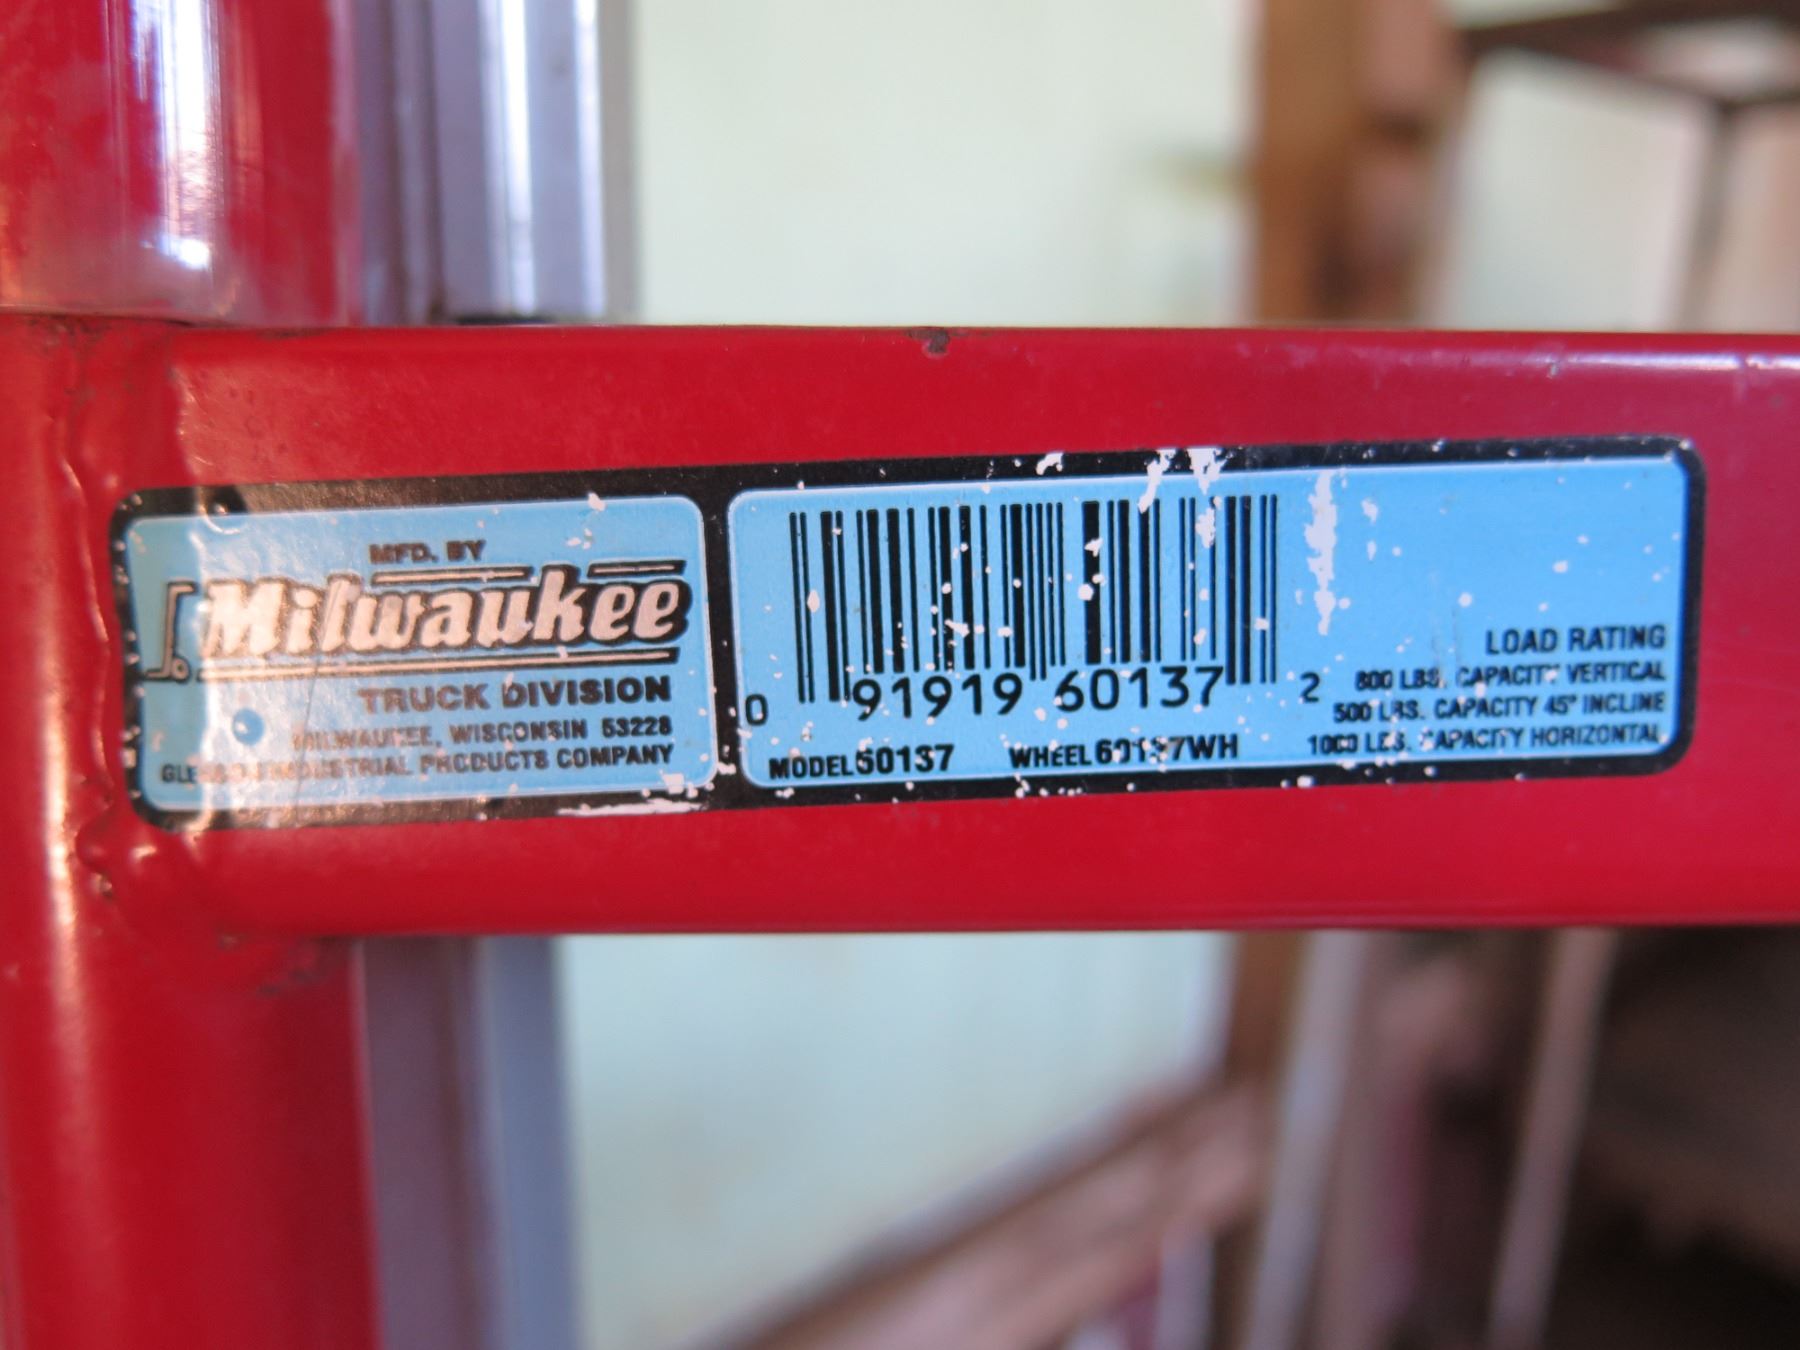 MFD. BY
Milwaukee
TRUCK DIVISION
MILWAUKEE, WISCONSIN 53228
INDUSTRIAL PRODUCTS COMPANY
0 91919 60137 2
MODEL 60137 WHEEL 60137WH
LOAD RATING
800 LBS. CAPACITY VERTICAL
500 LBS. CAPACITY 45° INCLINE
1000 LBS. CAPACITY HORIZONTAL